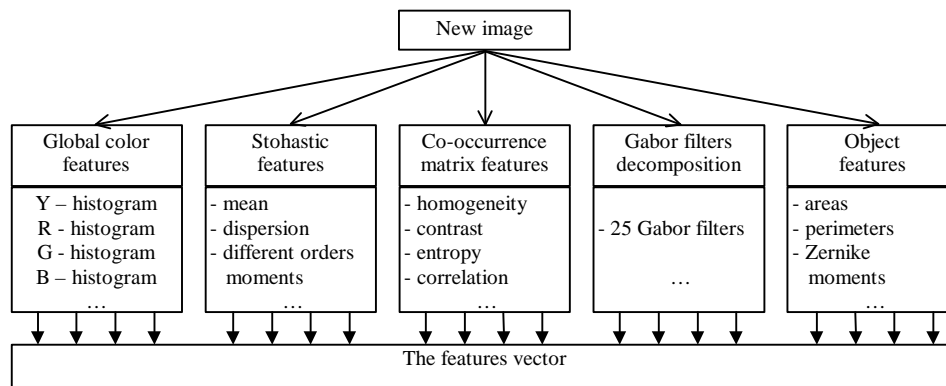 New image
Global color
features
Y – histogram
R - histogram
G - histogram
B – histogram
…
Stohastic
features
- mean
- dispersion
- different orders
moments
…
Co-occurrence
matrix features
- homogeneity
- contrast
- entropy
- correlation
…
Gabor filters
decomposition
- 25 Gabor filters
…
Object
features
- areas
- perimeters
- Zernike
moments
…
The features vector